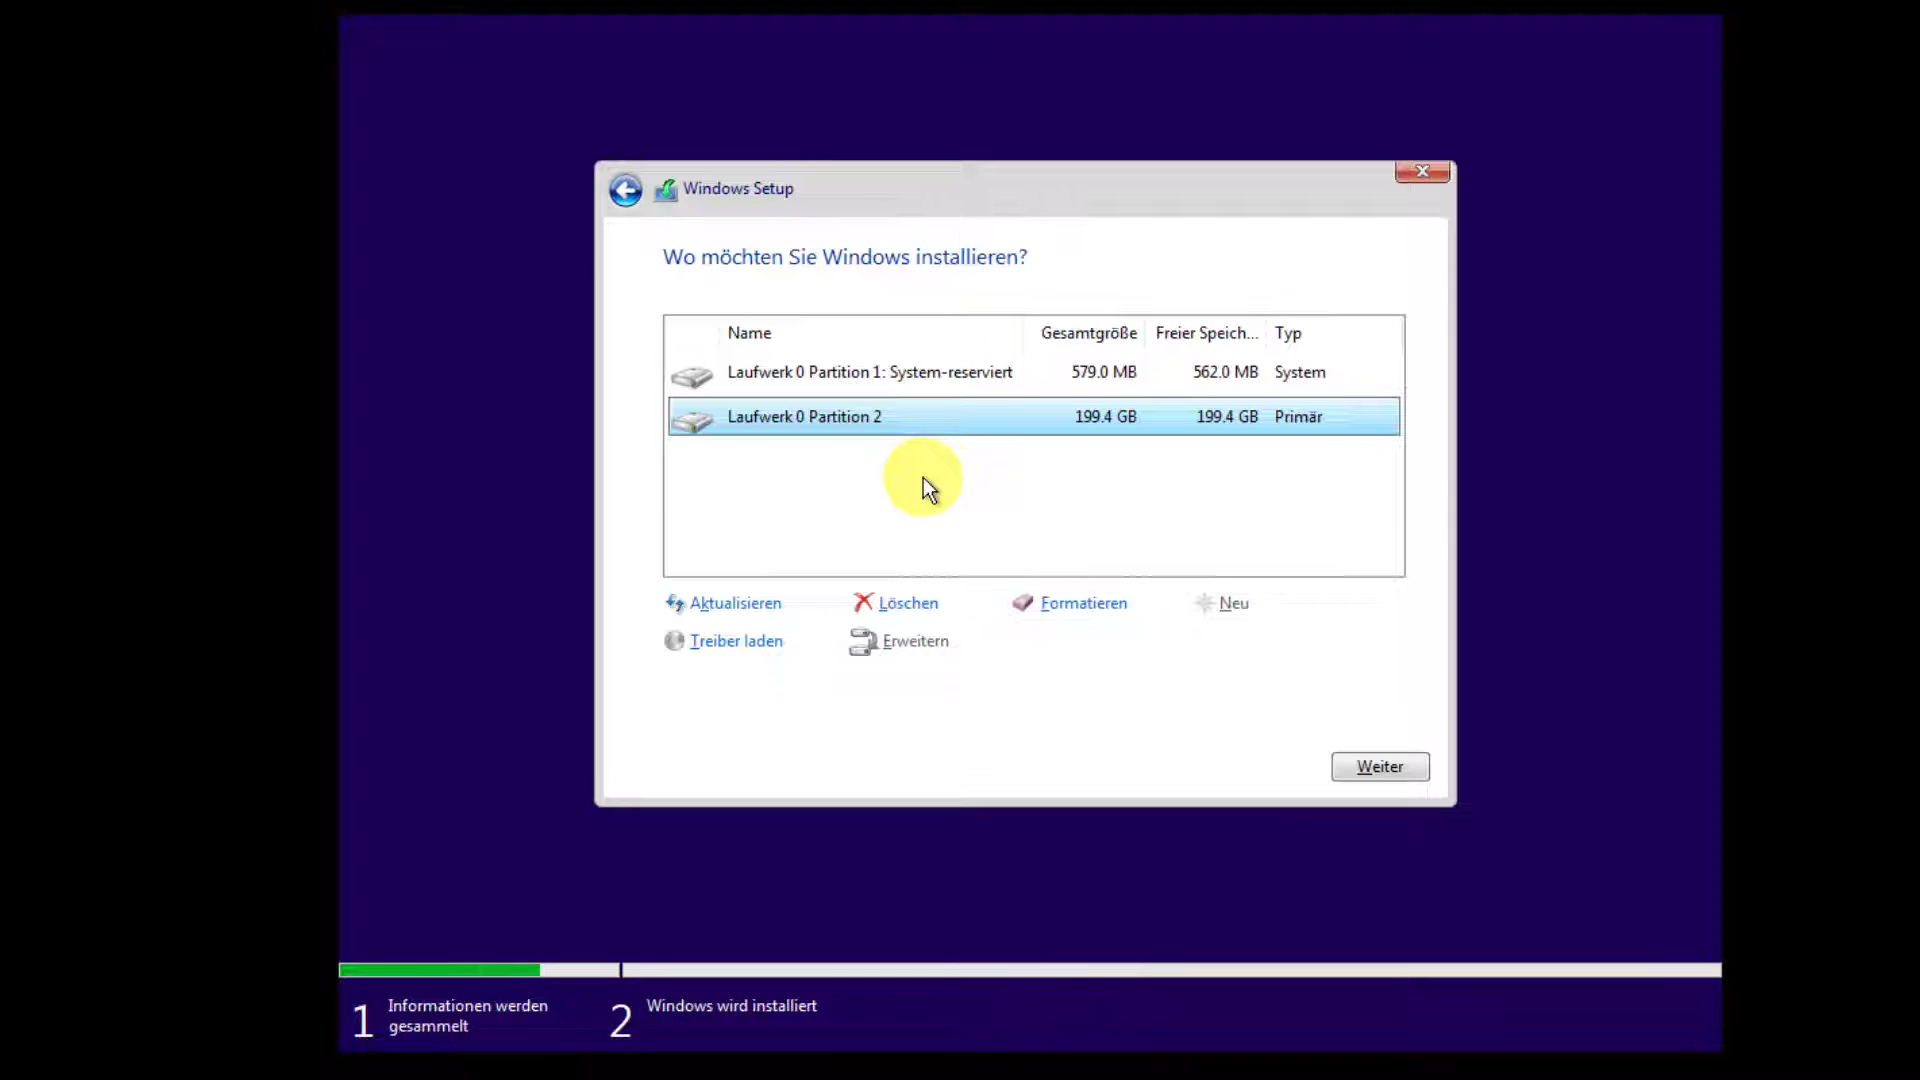 Windows Setup
Wo möchten Sie Windows installieren?
Name Gesamtgröße Freier Speich... Typ
Laufwerk 0 Partition 1: System-reserviert 579.0 MB 562.0 MB System
Laufwerk 0 Partition 2 199.4 GB 199.4 GB Primär
Aktualisieren Löschen Formatieren Neu
Treiber laden Erweitern
Weiter
1 Informationen werden
gesammelt
2 Windows wird installiert